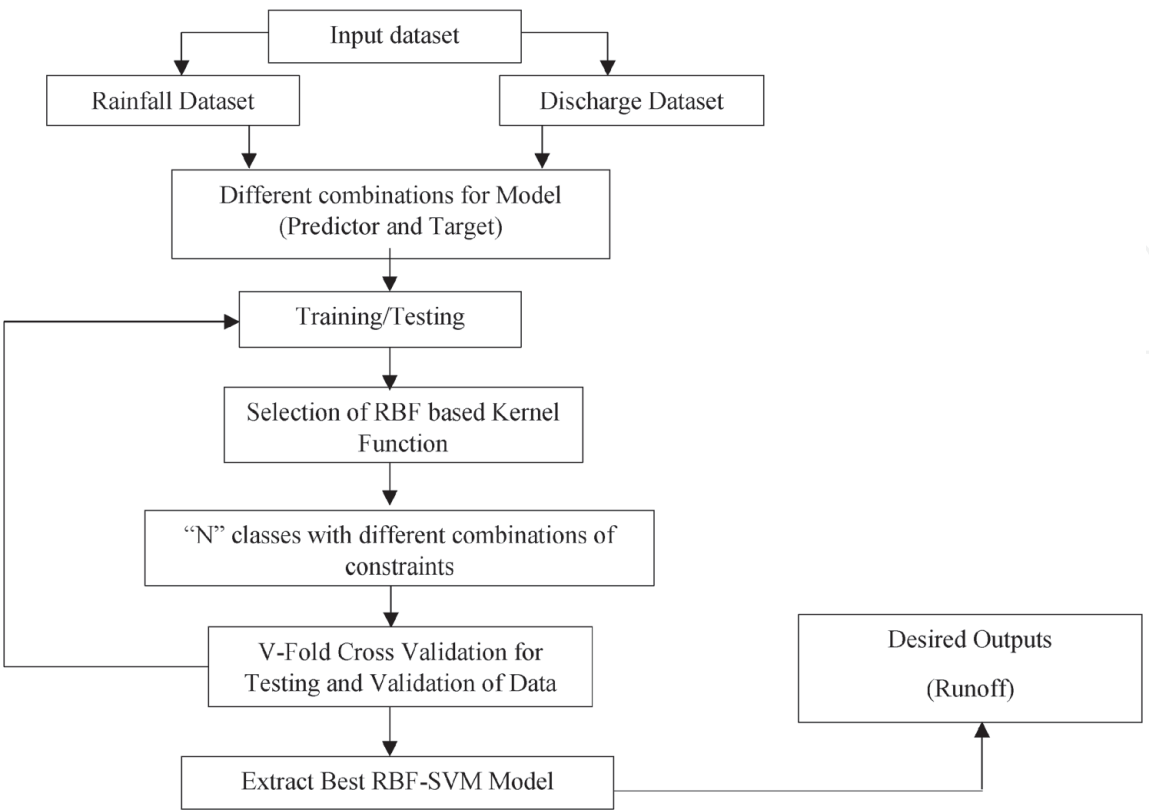 Input dataset
Rainfall Dataset
Discharge Dataset
Different combinations for Model
(Predictor and Target)
Training/Testing
Selection of RBF based Kernel
Function
“N” classes with different combinations of
constraints
V-Fold Cross Validation for
Testing and Validation of Data
Desired Outputs
(Runoff)
Extract Best RBF-SVM Model